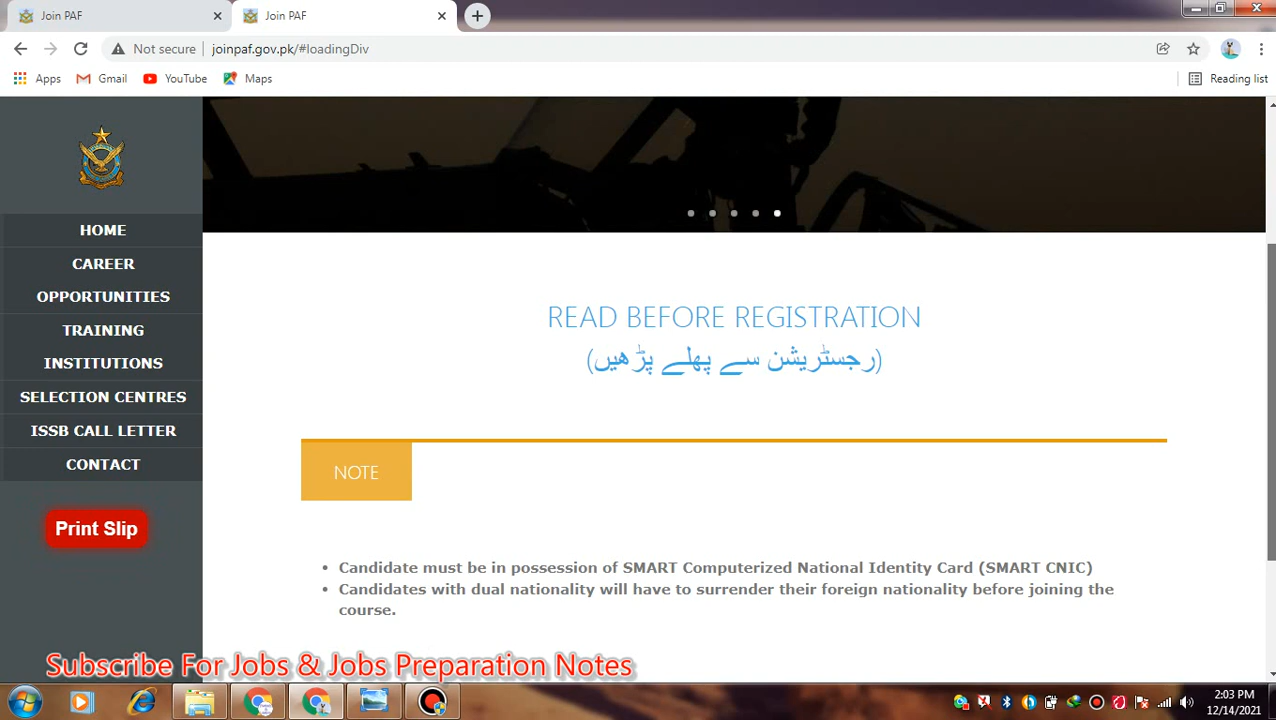 Join PAF
Join PAF
Not secure
joinpaf.gov.pk/#loadingDiv
Apps
Gmail
YouTube
Maps
Reading list
HOME
CAREER
OPPORTUNITIES
TRAINING
INSTITUTIONS
SELECTION CENTRES
ISSB CALL LETTER
CONTACT
Print Slip
READ BEFORE REGISTRATION
(رجسٹریشن سے پهلے پڑهیں)
NOTE
• Candidate must be in possession of SMART Computerized National Identity Card (SMART CNIC)
• Candidates with dual nationality will have to surrender their foreign nationality before joining the
course.
Subscribe For Jobs & Jobs Preparation Notes
2:03 PM
12/14/2021